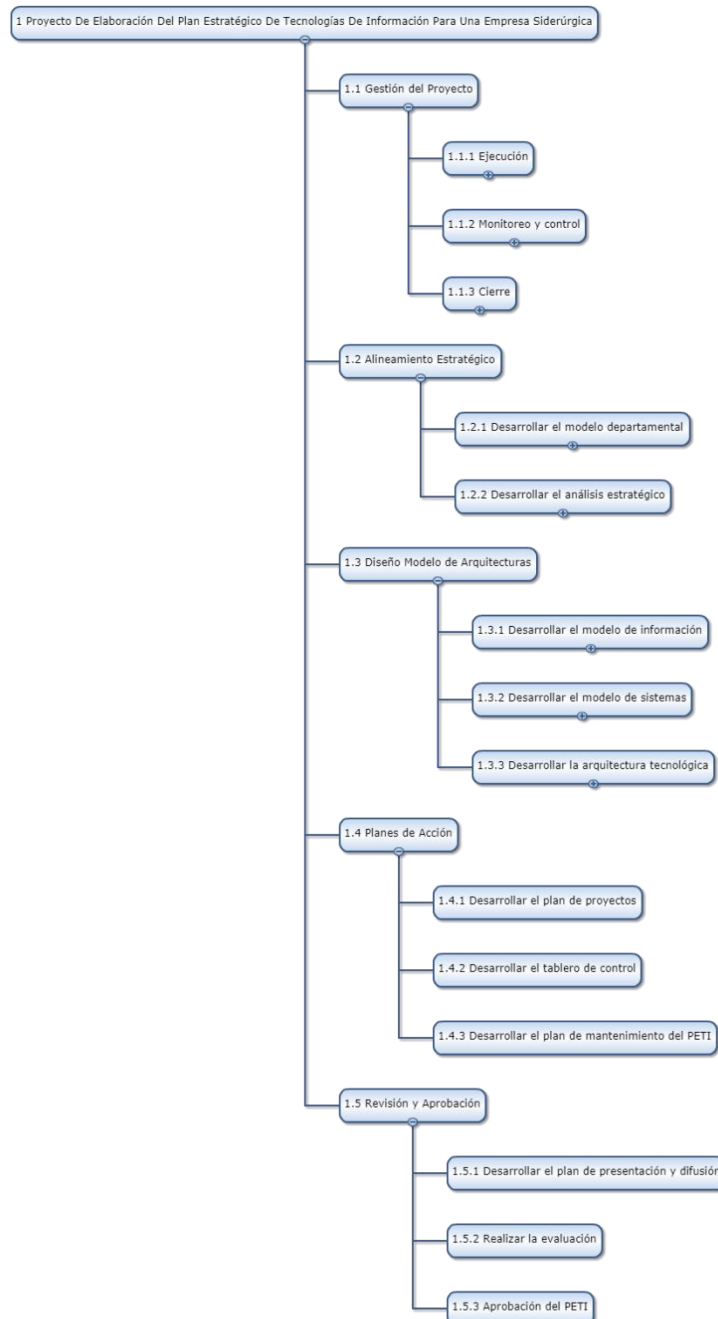 1 Proyecto De Elaboración Del Plan Estratégico De Tecnologías De Información Para Una Empresa Siderúrgica
1.1 Gestión del Proyecto
1.1.1 Ejecución
1.1.2 Monitoreo y control
1.1.3 Cierre
1.2 Alineamiento Estratégico
1.2.1 Desarrollar el modelo departamental
1.2.2 Desarrollar el análisis estratégico
1.3 Diseño Modelo de Arquitecturas
1.3.1 Desarrollar el modelo de información
1.3.2 Desarrollar el modelo de sistemas
1.3.3 Desarrollar la arquitectura tecnológica
1.4 Planes de Acción
1.4.1 Desarrollar el plan de proyectos
1.4.2 Desarrollar el tablero de control
1.4.3 Desarrollar el plan de mantenimiento del PETI
1.5 Revisión y Aprobación
1.5.1 Desarrollar el plan de presentación y difusión
1.5.2 Realizar la evaluación
1.5.3 Aprobación del PETI